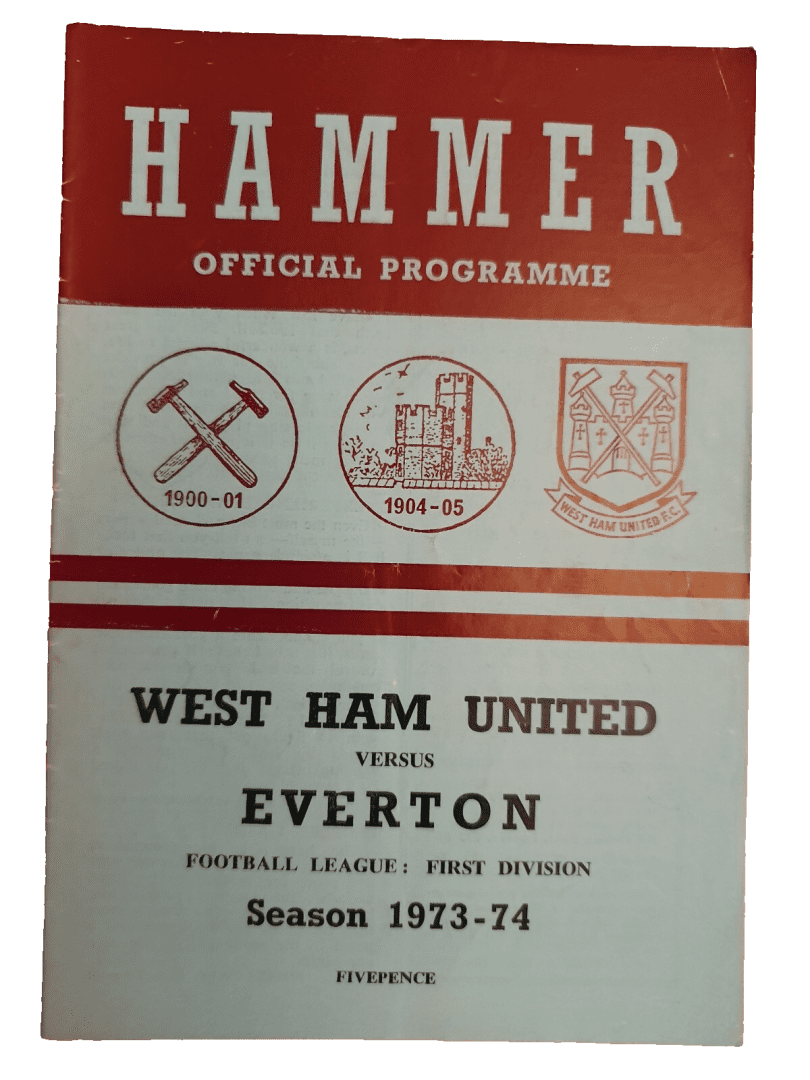 HAMMER
OFFICIAL PROGRAMME
1900-01
1904-05
WEST HAM UNITED F.C.
WEST HAM UNITED
VERSUS
EVERTON
FOOTBALL LEAGUE: FIRST DIVISION
Season 1973-74
FIVEPENCE